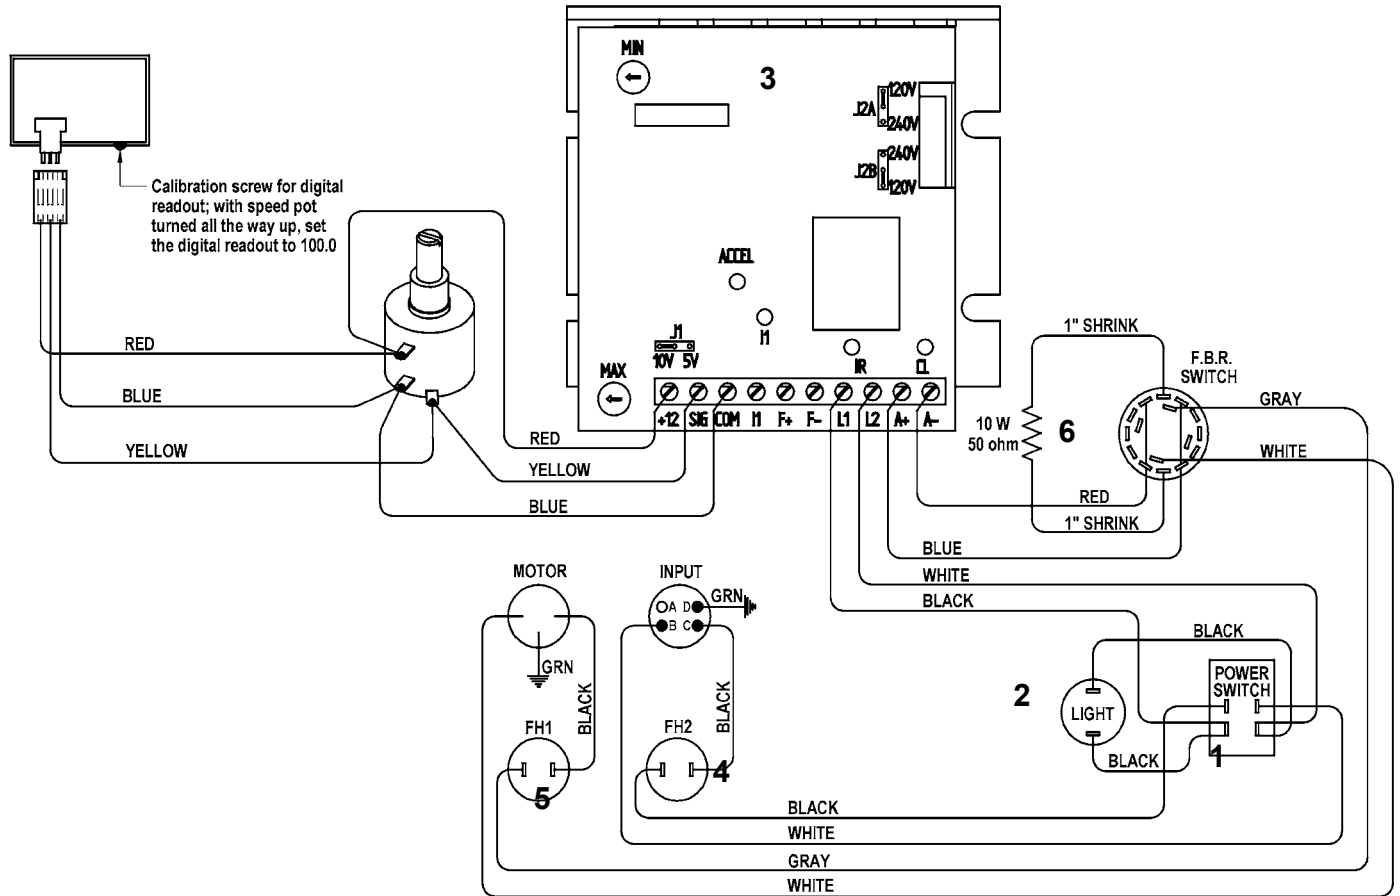 MIN
3
120V
J2A
240V
240V
J2B
120V
Calibration screw for digital
readout; with speed pot
turned all the way up, set
the digital readout to 100.0
ACCEL
I1
J1
10V 5V
IR
CL
MAX
+12 SIG COM I1 F+ F- L1 L2 A+ A-
RED
BLUE
YELLOW
RED
YELLOW
BLUE
1" SHRINK
F.B.R.
SWITCH
GRAY
10 W
50 ohm
6
WHITE
RED
1" SHRINK
BLUE
WHITE
BLACK
MOTOR
INPUT
A D
B C
GRN
GRN
BLACK
BLACK
BLACK
POWER
SWITCH
2
LIGHT
1
BLACK
FH1
5
FH2
4
BLACK
WHITE
GRAY
WHITE